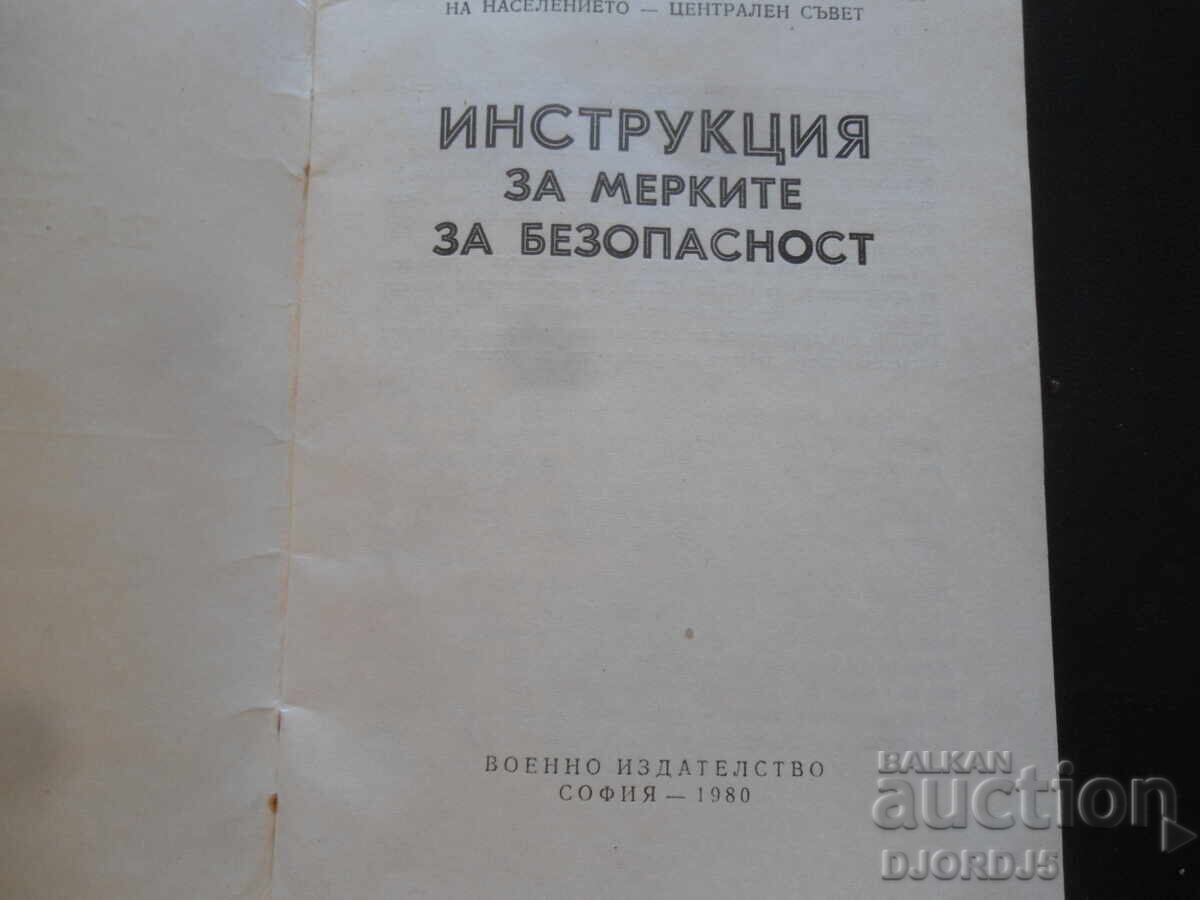 НА НАСЕЛЕНИЕТО — ЦЕНТРАЛЕН СЪВЕТ
ИНСТРУКЦИЯ
ЗА МЕРКИТЕ
ЗА БЕЗОПАСНОСТ
ВОЕННО ИЗДАТЕЛСТВО
СОФИЯ — 1980
BALKAN
auction
DJORDJ5